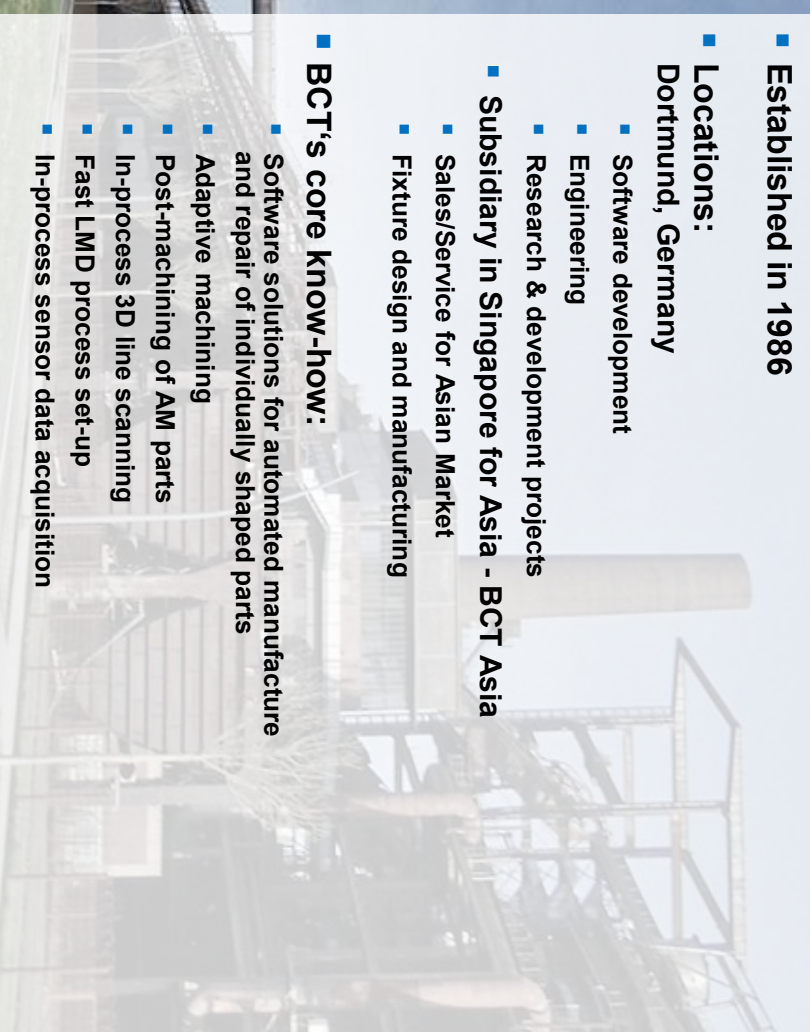 ▪ Established in 1986
▪ Locations:
Dortmund, Germany
▪ Software development
▪ Engineering
▪ Research & development projects
▪ Subsidiary in Singapore for Asia - BCT Asia
▪ Sales/Service for Asian Market
▪ Fixture design and manufacturing
▪ BCT‘s core know-how:
▪ Software solutions for automated manufacture
and repair of individually shaped parts
▪ Adaptive machining
▪ Post-machining of AM parts
▪ In-process 3D line scanning
▪ Fast LMD process set-up
▪ In-process sensor data acquisition